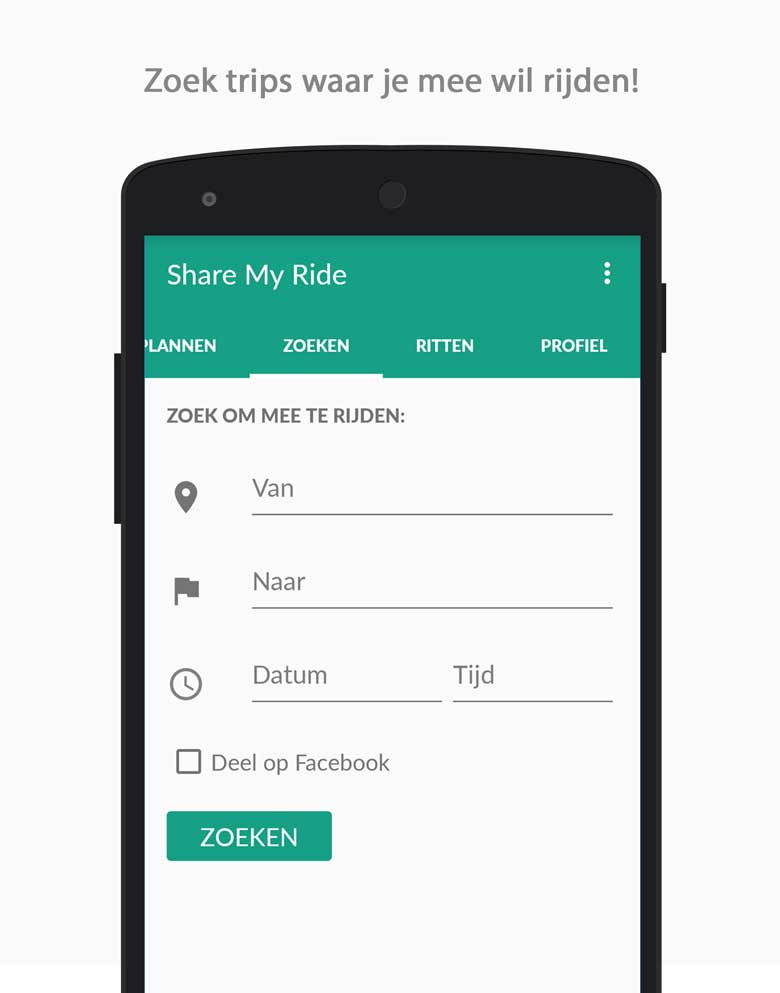 Zoek trips waar je mee wil rijden!
Share My Ride
PLANNEN ZOEKEN RITTEN PROFIEL
ZOEK OM MEE TE RIJDEN:
Van
Naar
Datum Tijd
Deel op Facebook
ZOEKEN